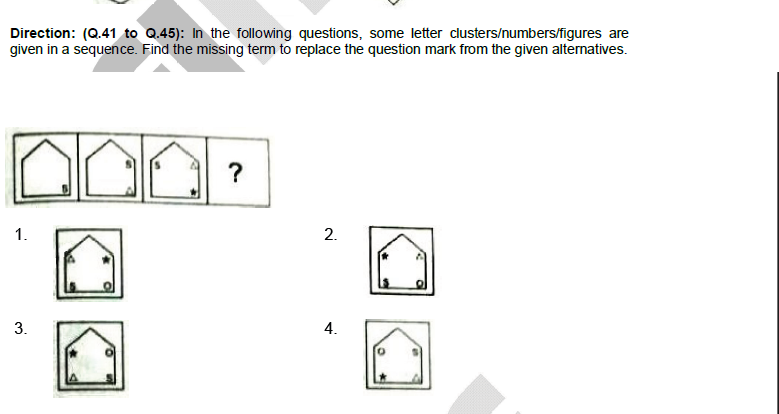 Direction: (Q.41 to Q.45): In the following questions, some letter clusters/numbers/figures are
given in a sequence. Find the missing term to replace the question mark from the given alternatives.
S S S ?
1. 2.
S S
3. 4.
S S